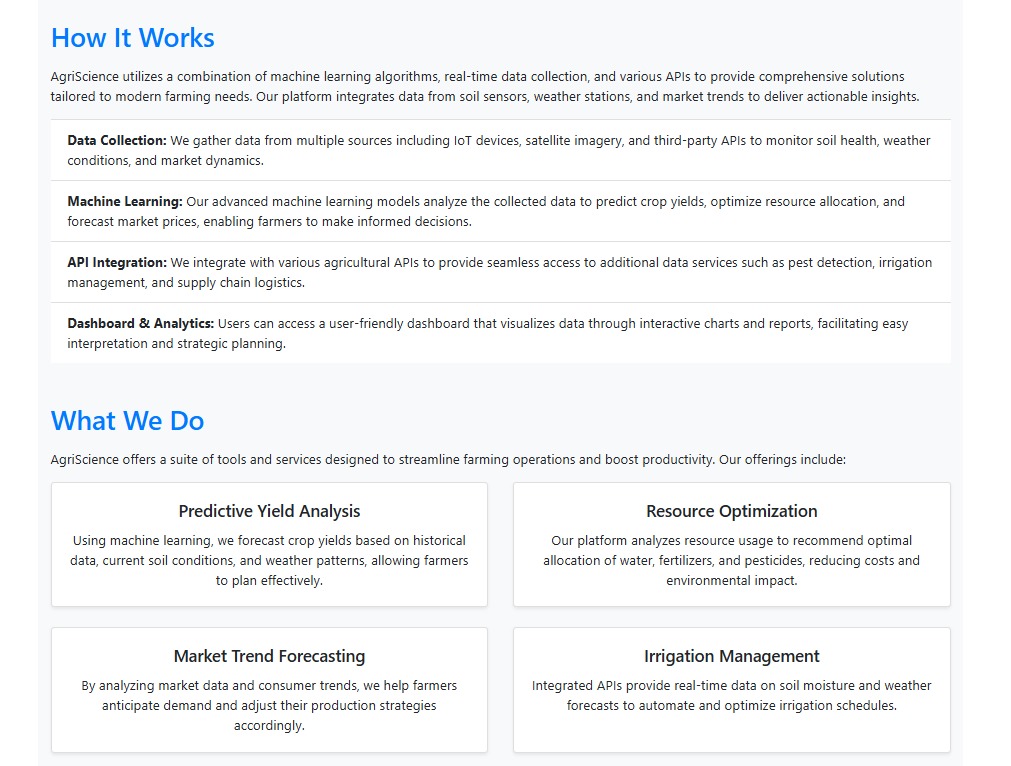 How It Works
AgriScience utilizes a combination of machine learning algorithms, real-time data collection, and various APIs to provide comprehensive solutions
tailored to modern farming needs. Our platform integrates data from soil sensors, weather stations, and market trends to deliver actionable insights.
Data Collection: We gather data from multiple sources including IoT devices, satellite imagery, and third-party APIs to monitor soil health, weather
conditions, and market dynamics.
Machine Learning: Our advanced machine learning models analyze the collected data to predict crop yields, optimize resource allocation, and
forecast market prices, enabling farmers to make informed decisions.
API Integration: We integrate with various agricultural APIs to provide seamless access to additional data services such as pest detection, irrigation
management, and supply chain logistics.
Dashboard & Analytics: Users can access a user-friendly dashboard that visualizes data through interactive charts and reports, facilitating easy
interpretation and strategic planning.
What We Do
AgriScience offers a suite of tools and services designed to streamline farming operations and boost productivity. Our offerings include:
Predictive Yield Analysis
Using machine learning, we forecast crop yields based on historical
data, current soil conditions, and weather patterns, allowing farmers
to plan effectively.
Resource Optimization
Our platform analyzes resource usage to recommend optimal
allocation of water, fertilizers, and pesticides, reducing costs and
environmental impact.
Market Trend Forecasting
By analyzing market data and consumer trends, we help farmers
anticipate demand and adjust their production strategies
accordingly.
Irrigation Management
Integrated APIs provide real-time data on soil moisture and weather
forecasts to automate and optimize irrigation schedules.